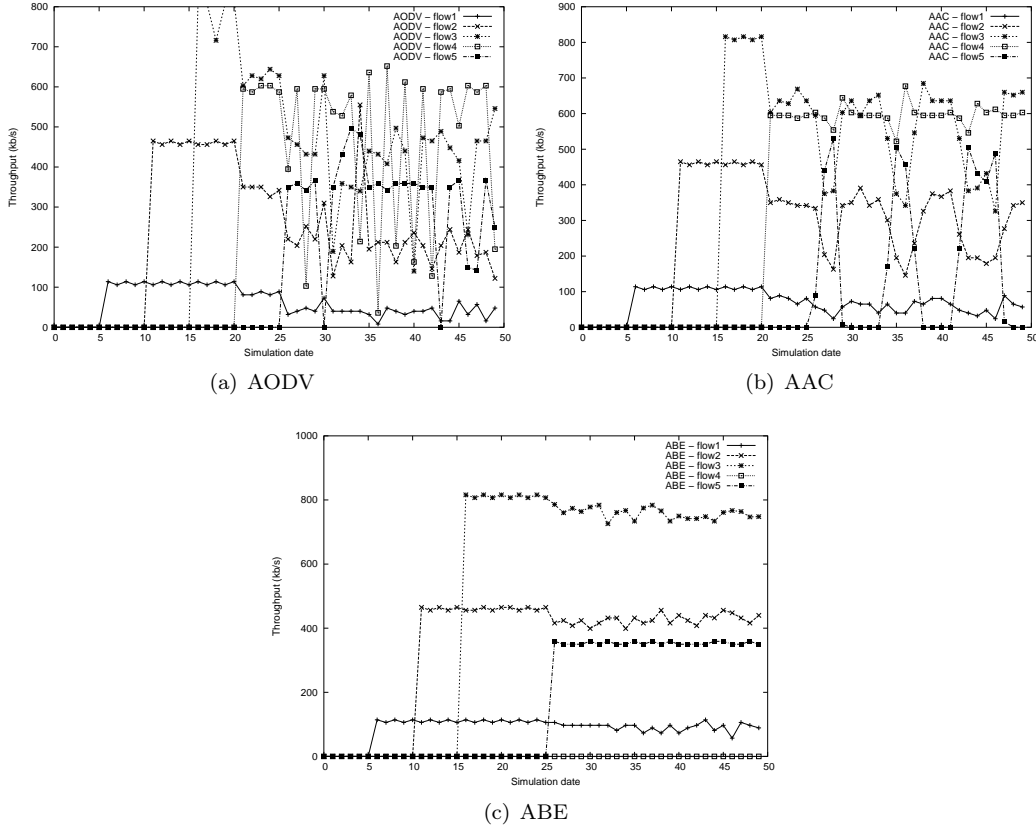 800
700
600
500
400
300
200
100
0
Throughput (kb/s)
0 5 10 15 20 25 30 35 40 45 50
Simulation date
AODV – flow1
AODV – flow2
AODV – flow3
AODV – flow4
AODV – flow5
(a) AODV
900
800
700
600
500
400
300
200
100
0
Throughput (kb/s)
0 5 10 15 20 25 30 35 40 45 50
Simulation date
AAC – flow1
AAC – flow2
AAC – flow3
AAC – flow4
AAC – flow5
(b) AAC
1000
800
600
400
200
0
Throughput (kb/s)
0 5 10 15 20 25 30 35 40 45 50
Simulation date
ABE – flow1
ABE – flow2
ABE – flow3
ABE – flow4
ABE – flow5
(c) ABE